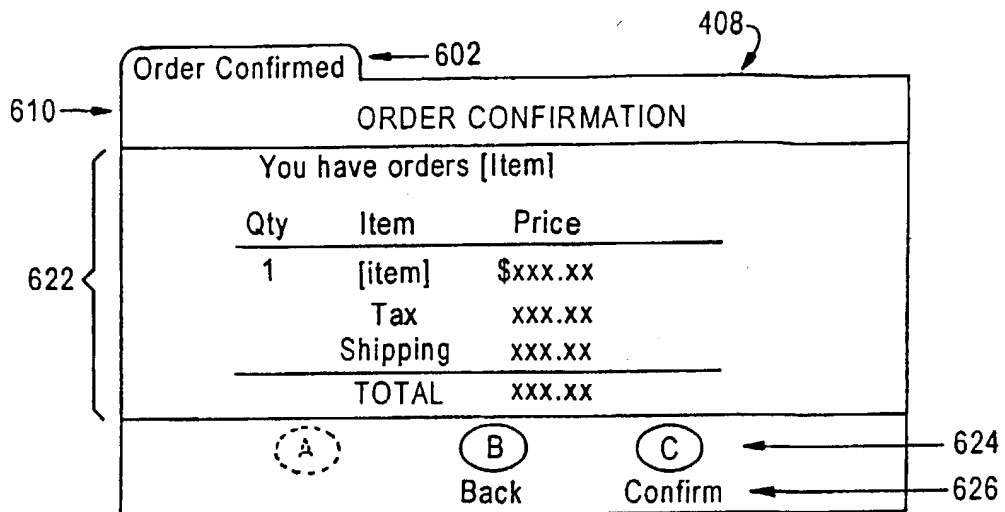 408
Order Confirmed 602
610 ORDER CONFIRMATION
You have orders [Item]
Qty Item Price
1 [item] $xxx.xx
622
Tax xxx.xx
Shipping xxx.xx
TOTAL xxx.xx
A B C 624
Back Confirm 626